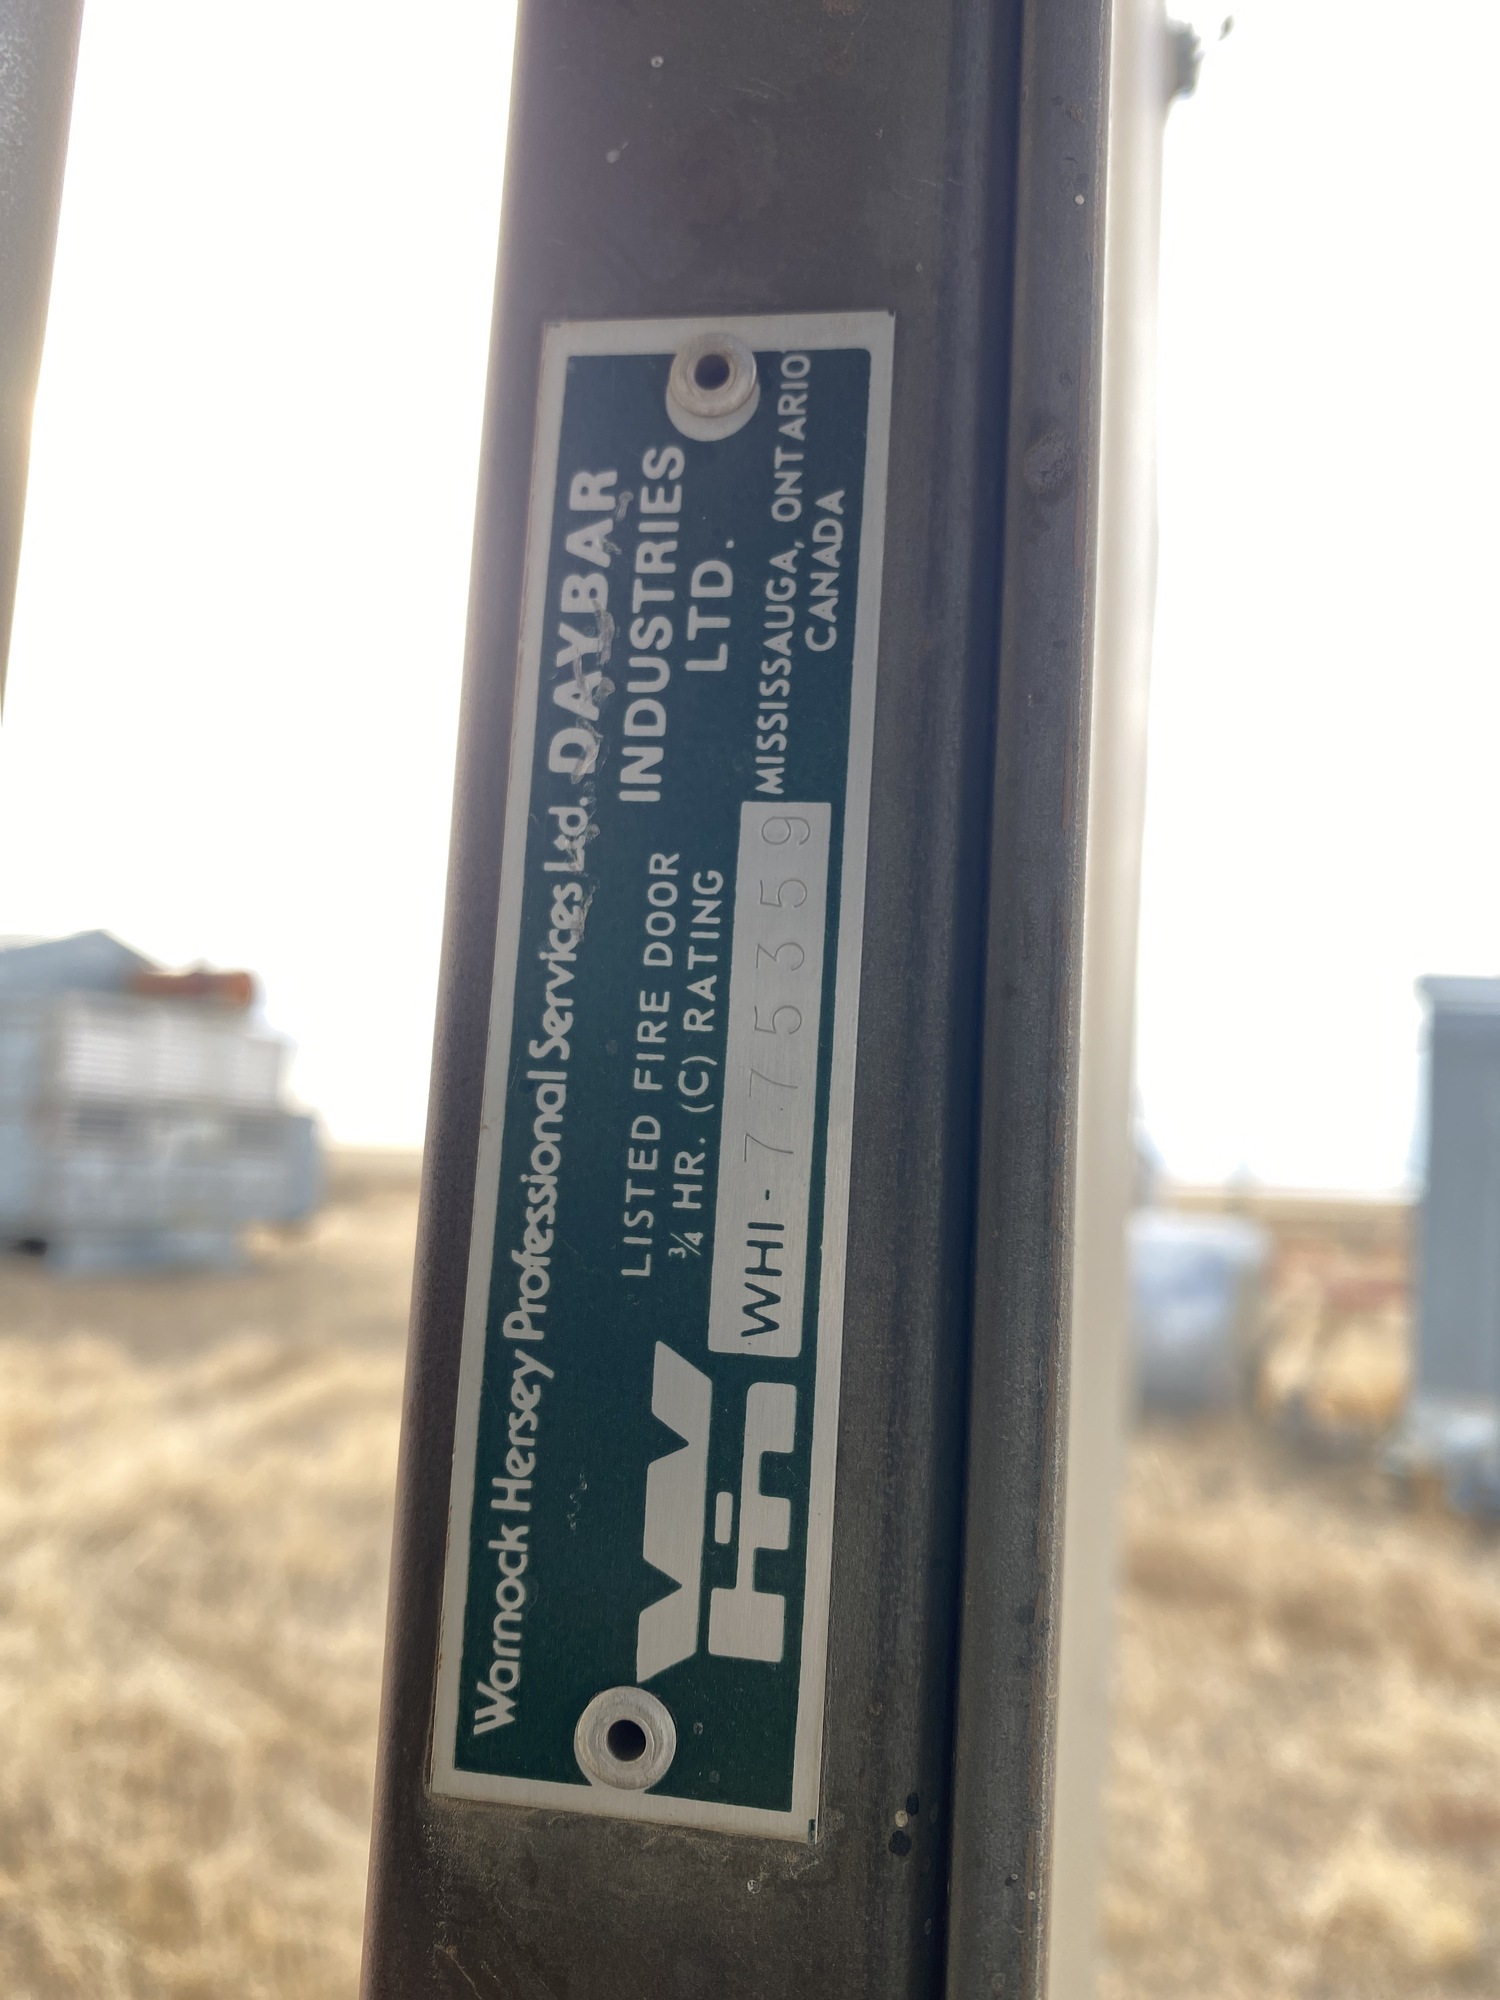 Warnock Hersey Professional Services Ltd.
DAYBAR
INDUSTRIES
LTD.
MISSISSAUGA, ONTARIO
CANADA
LISTED FIRE DOOR
¾ HR. (C) RATING
WHI-775359
WH